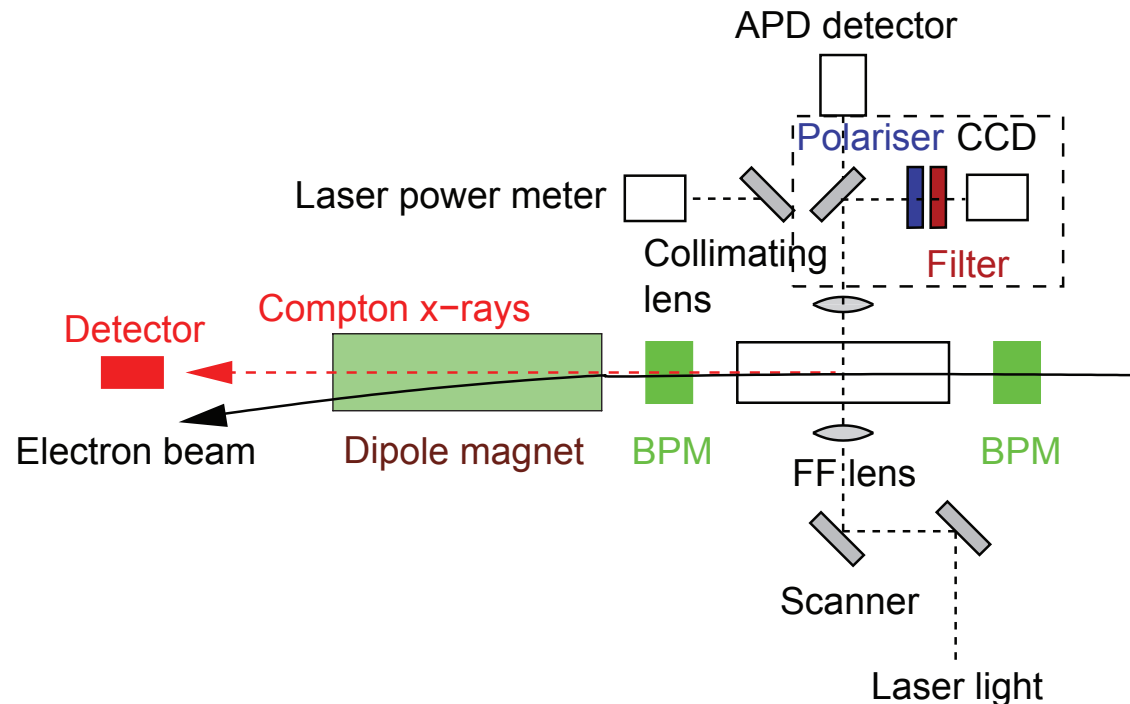 APD detector
Polariser CCD
Laser power meter
Collimating
lens
Filter
Compton x−rays
Detector
Electron beam
Dipole magnet
BPM
BPM
FF lens
Scanner
Laser light